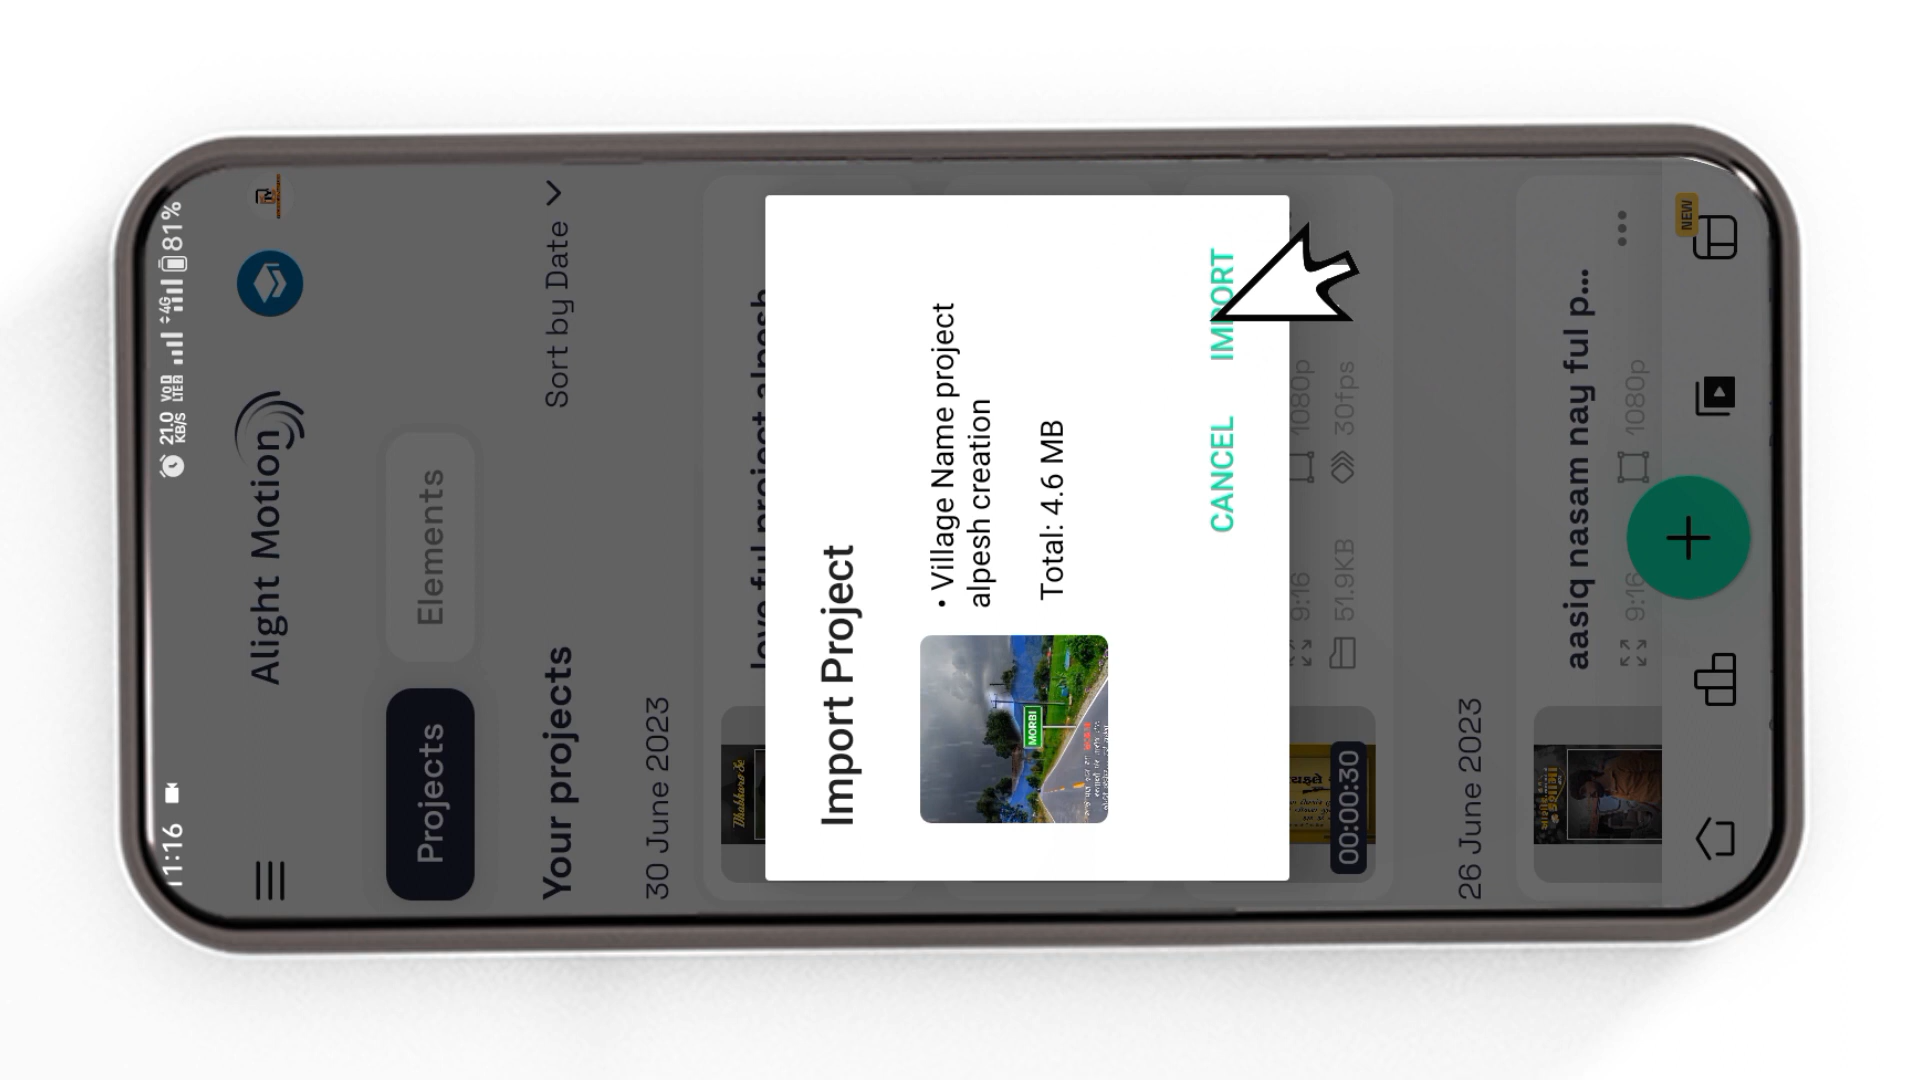 11:16
21.0 KB/S
VoD LTE2
4G
81%
Alight Motion
Projects
Elements
Your projects
Sort by Date
30 June 2023
love ful project alpesh
Import Project
• Village Name project
alpesh creation
Total: 4.6 MB
MORBI
CANCEL
IMPORT
9:16
1080p
51.9KB
30fps
00:00:30
26 June 2023
aasiq nasam nay ful p...
9:16
1080p
NEW